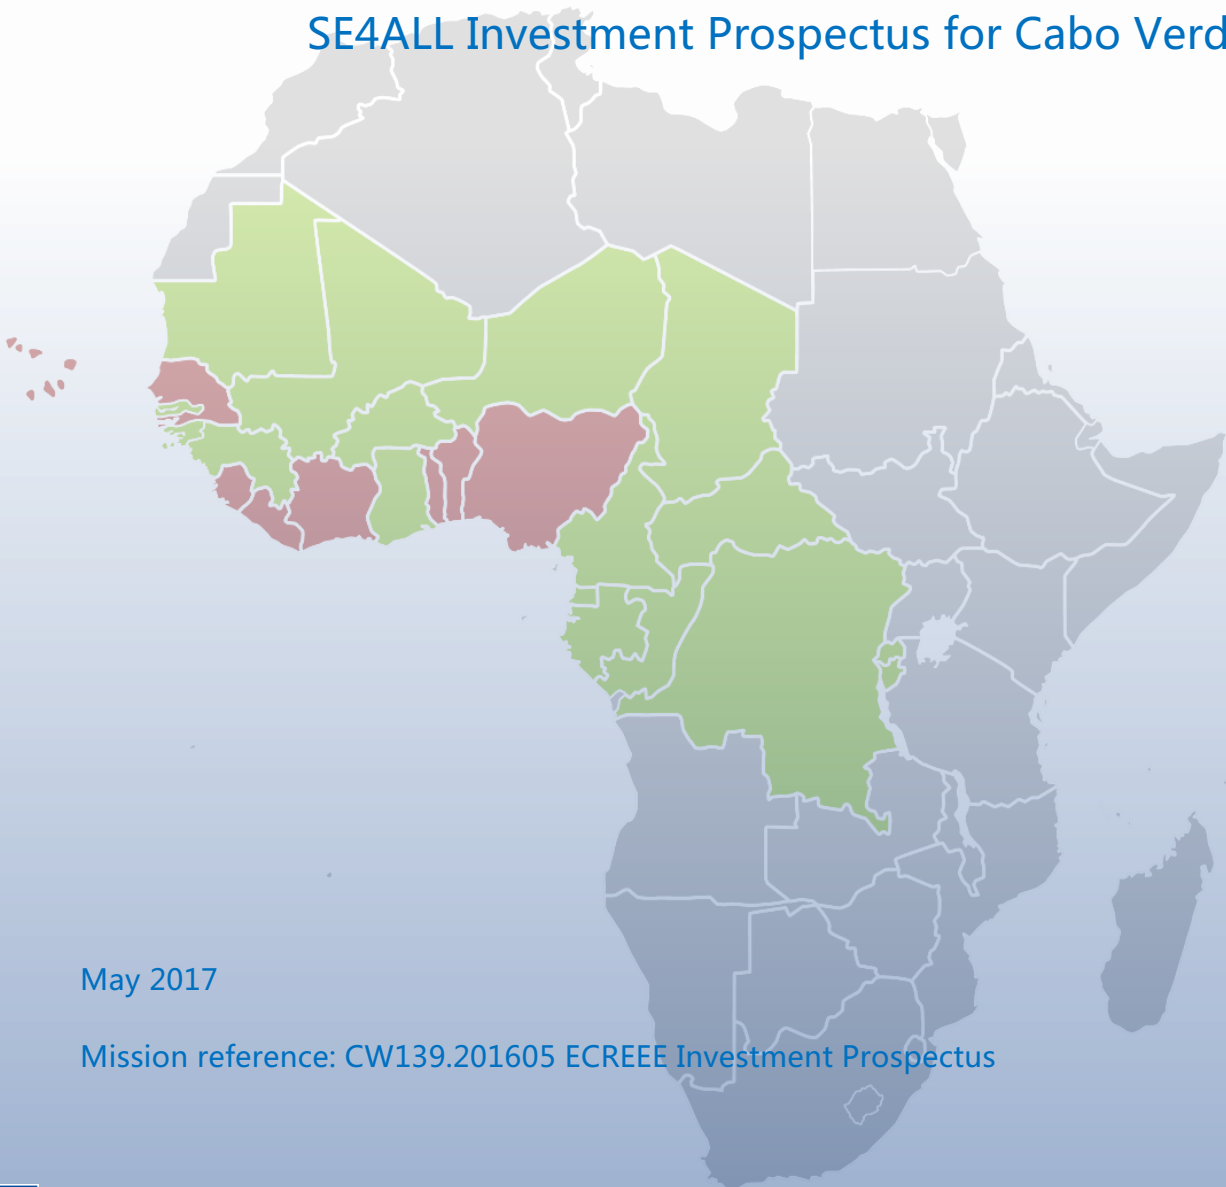 SE4ALL Investment Prospectus for Cabo Verd
May 2017
Mission reference: CW139.201605 ECREEE Investment Prospectus